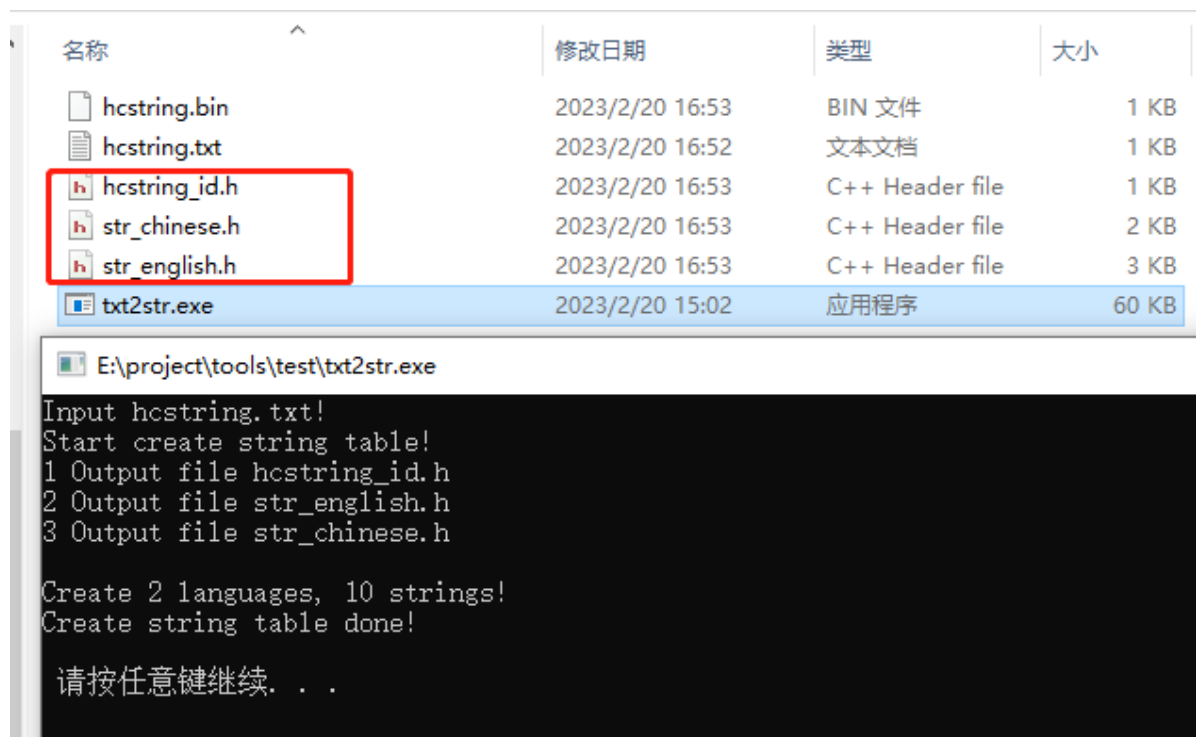 名称 修改日期 类型 大小
hcstring.bin 2023/2/20 16:53 BIN 文件 1 KB
hcstring.txt 2023/2/20 16:52 文本文档 1 KB
hcstring_id.h 2023/2/20 16:53 C++ Header file 1 KB
str_chinese.h 2023/2/20 16:53 C++ Header file 2 KB
str_english.h 2023/2/20 16:53 C++ Header file 3 KB
txt2str.exe 2023/2/20 15:02 应用程序 60 KB
E:\project\tools\test\txt2str.exe
Input hcstring.txt!
Start create string table!
1 Output file hcstring_id.h
2 Output file str_english.h
3 Output file str_chinese.h
Create 2 languages, 10 strings!
Create string table done!
请按任意键继续. . .